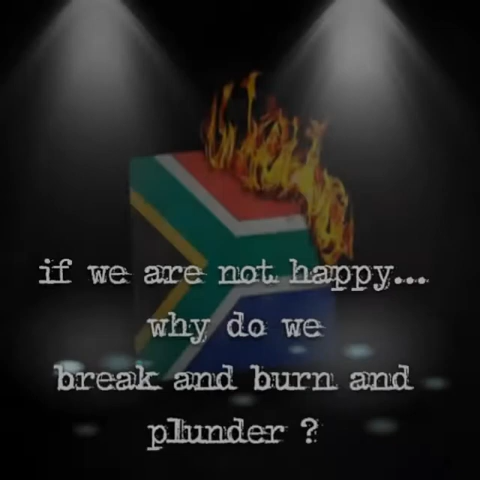 if we are not happy...
why do we
break and burn and
plunder ?